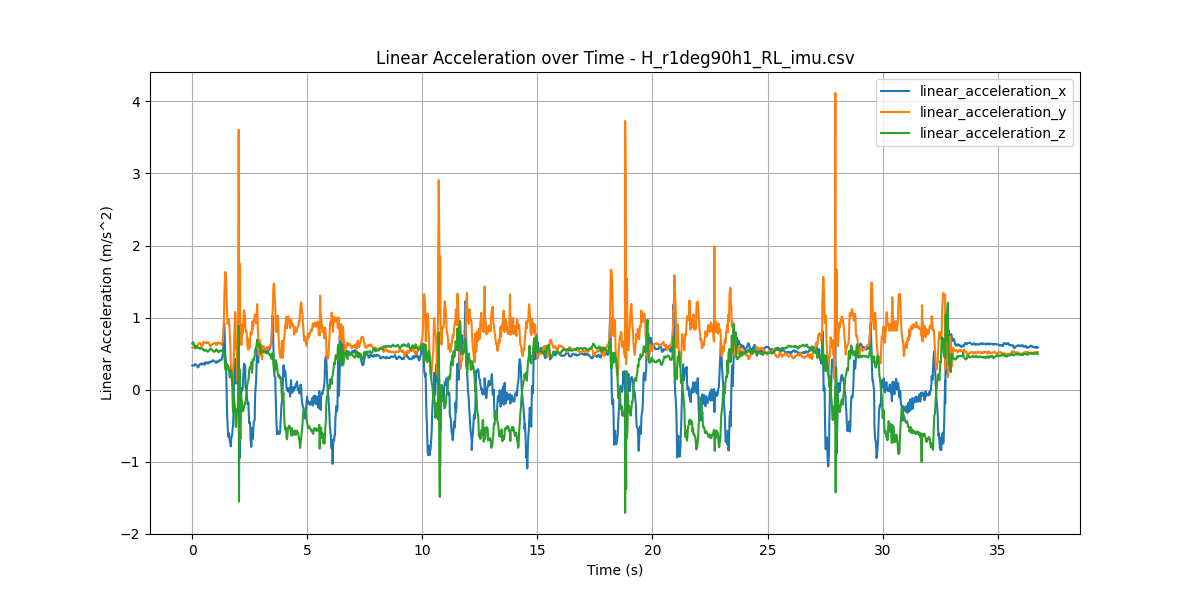 Linear Acceleration over Time - H_r1deg90h1_RL_imu.csv
linear_acceleration_x
linear_acceleration_y
linear_acceleration_z
Linear Acceleration (m/s^2)
4
3
2
1
0
−1
−2
0 5 10 15 20 25 30 35
Time (s)